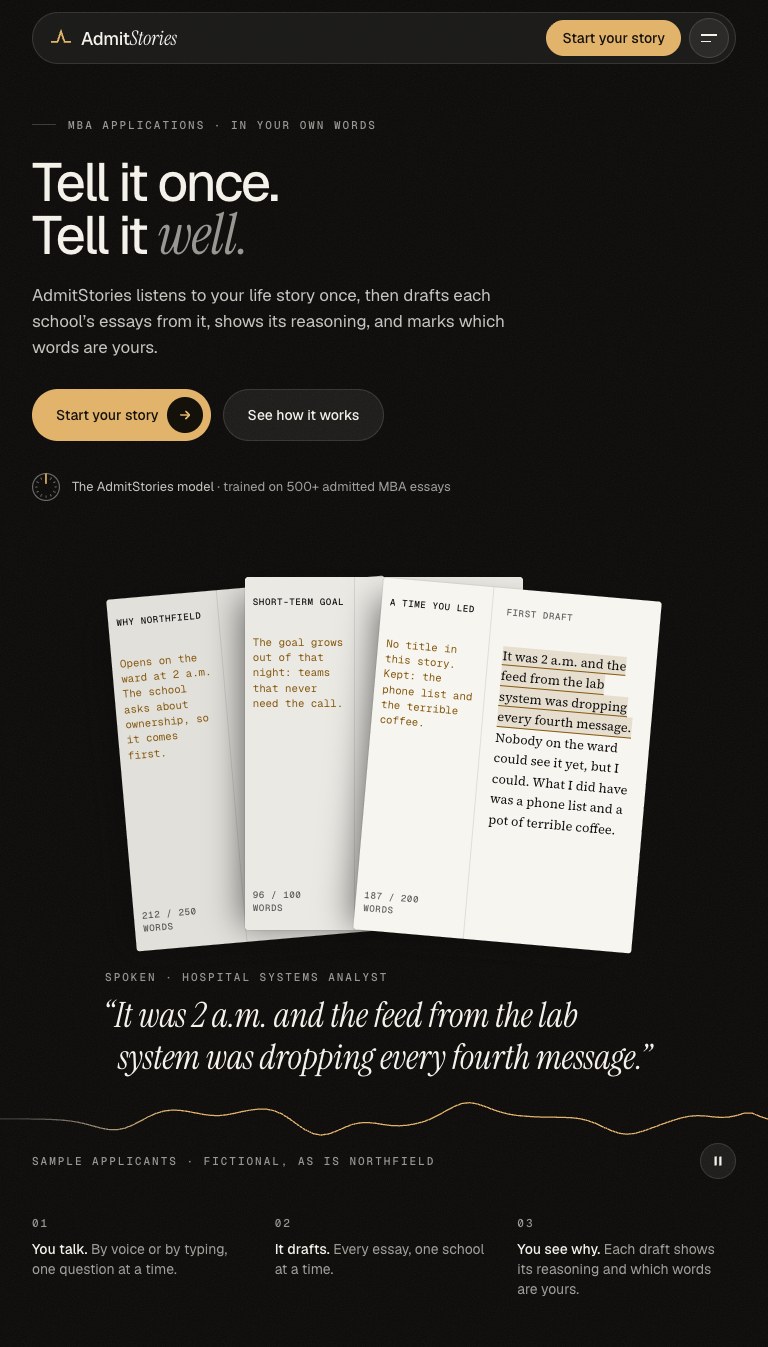 AdmitStories
Start your story
MBA APPLICATIONS · IN YOUR OWN WORDS
Tell it once.
Tell it well.
AdmitStories listens to your life story once, then drafts each
school’s essays from it, shows its reasoning, and marks which
words are yours.
Start your story
See how it works
The AdmitStories model · trained on 500+ admitted MBA essays
WHY NORTHFIELD
Opens on the
ward at 2 a.m.
The school
asks about
ownership, so
it comes
first.
212 / 250
WORDS
SHORT-TERM GOAL
The goal grows
out of that
night: teams
that never
need the call.
96 / 100
WORDS
A TIME YOU LED
No title in
this story.
Kept: the
phone list and
the terrible
coffee.
187 / 200
WORDS
FIRST DRAFT
It was 2 a.m. and the
feed from the lab
system was dropping
every fourth message.
Nobody on the ward
could see it yet, but I
could. What I did have
was a phone list and a
pot of terrible coffee.
SPOKEN · HOSPITAL SYSTEMS ANALYST
“It was 2 a.m. and the feed from the lab
system was dropping every fourth message.”
SAMPLE APPLICANTS · FICTIONAL, AS IS NORTHFIELD
01
You talk. By voice or by typing,
one question at a time.
02
It drafts. Every essay, one school
at a time.
03
You see why. Each draft shows
its reasoning and which words
are yours.